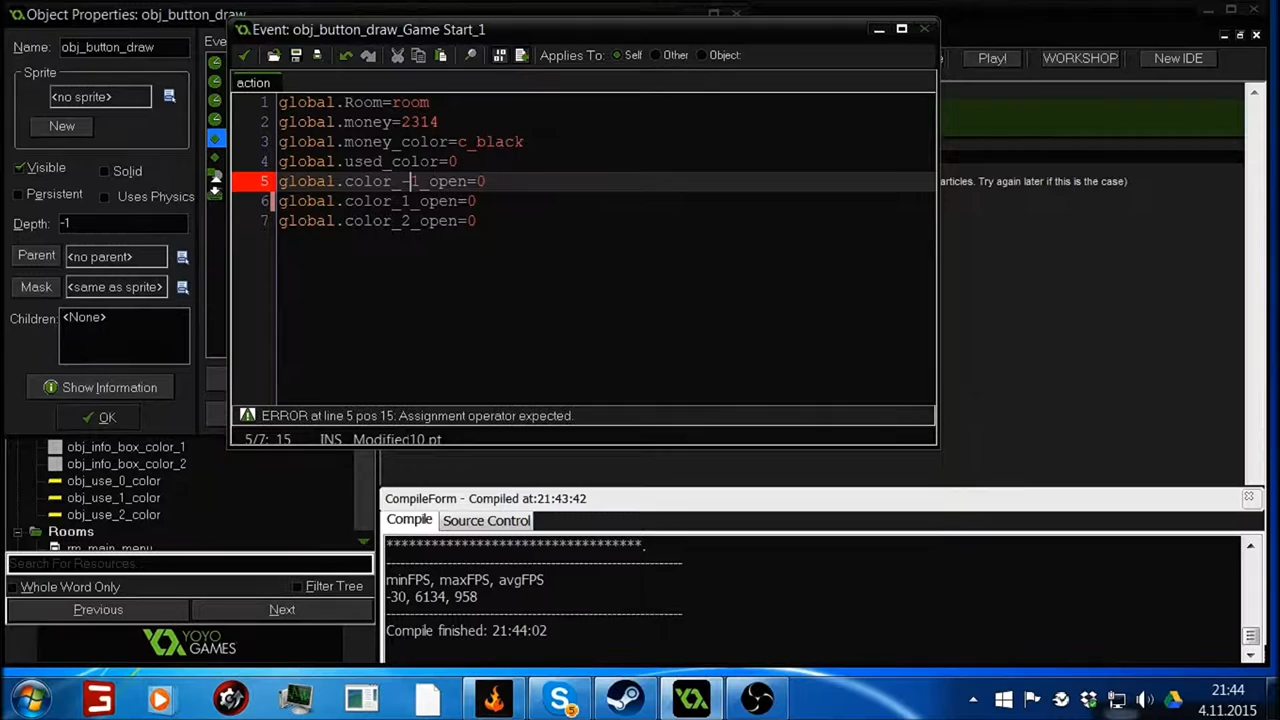 Object Properties: obj_button_draw
Event: obj_button_draw_Game Start_1
Name: obj_button_draw
Applies To: Self Other Object:
Play! WORKSHOP New IDE
Sprite
<no sprite>
New
action
Visible Solid
Persistent Uses Physics
Depth: -1
Parent <no parent>
Mask <same as sprite>
Children: <None>
Show Information
OK
1 global.Room=room
2 global.money=2314
3 global.money_color=c_black
4 global.used_color=0
5 global.color_-1_open=0
6 global.color_1_open=0
7 global.color_2_open=0
articles. Try again later if this is the case)
ERROR at line 5 pos 15: Assignment operator expected.
5/7: 15 INS Modified10 pt
obj_info_box_color_1
obj_info_box_color_2
obj_use_0_color
obj_use_1_color
obj_use_2_color
Rooms
rm_main_menu
Search For Resources...
Whole Word Only Filter Tree
Previous Next
YOYO
GAMES
CompileForm - Compiled at:21:43:42
Compile Source Control
**********************************.
minFPS, maxFPS, avgFPS
-30, 6134, 958
Compile finished: 21:44:02
5
21:44
4.11.2015